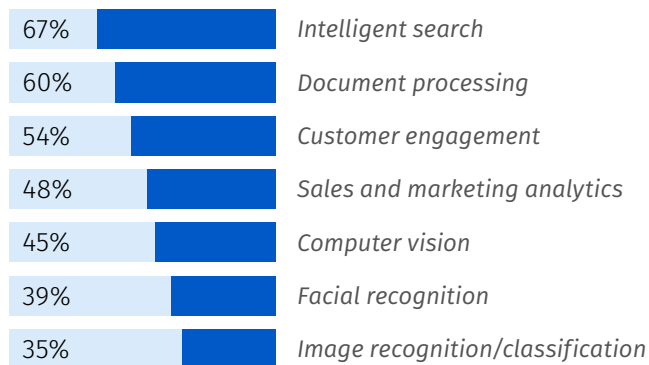 67% Intelligent search
60% Document processing
54% Customer engagement
48% Sales and marketing analytics
45% Computer vision
39% Facial recognition
35% Image recognition/classification